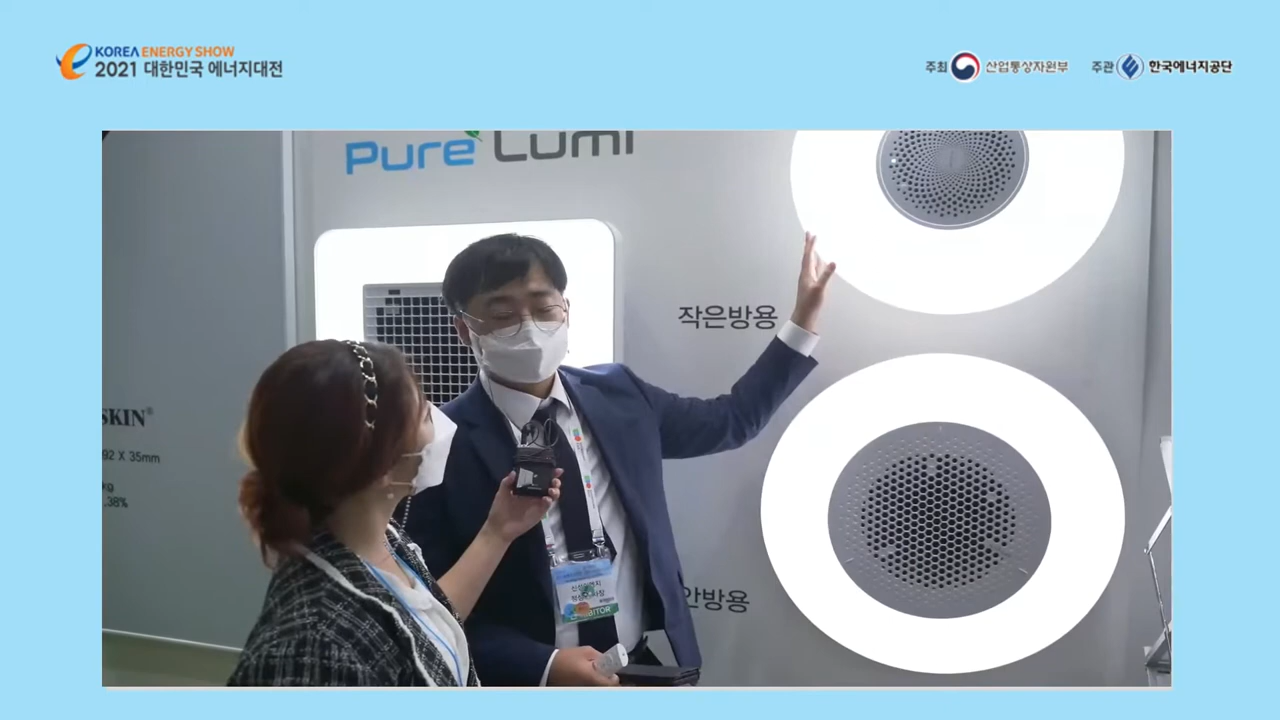 KOREA ENERGY SHOW
2021 대한민국 에너지대전
주최 산업통상자원부 주관 한국에너지공단
Pure Lumi
작은방용
SKIN®
92 X 35mm
kg
.38%
안방용